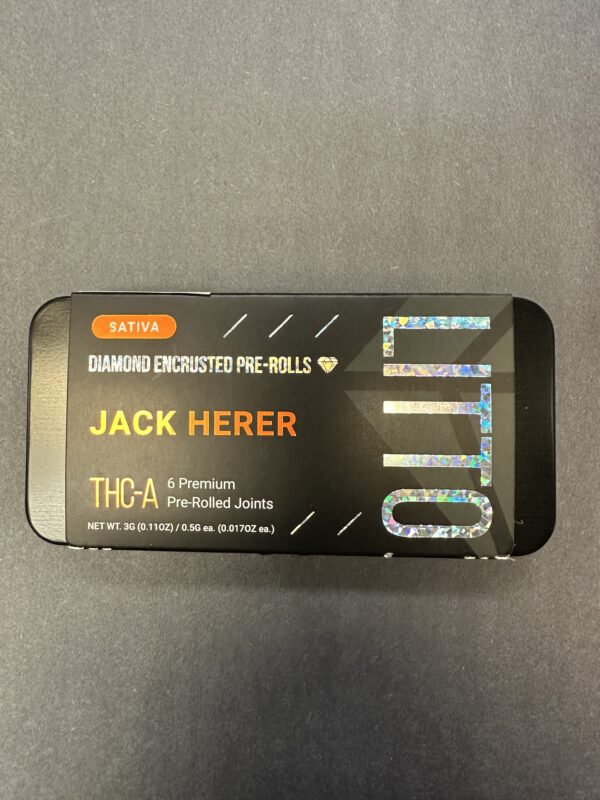 SATIVA
DIAMOND ENCRUSTED PRE-ROLLS
JACK HERER
THC-A
6 Premium
Pre-Rolled Joints
NET WT. 3G (0.11OZ) / 0.5G ea. (0.017OZ ea.)
LITTO